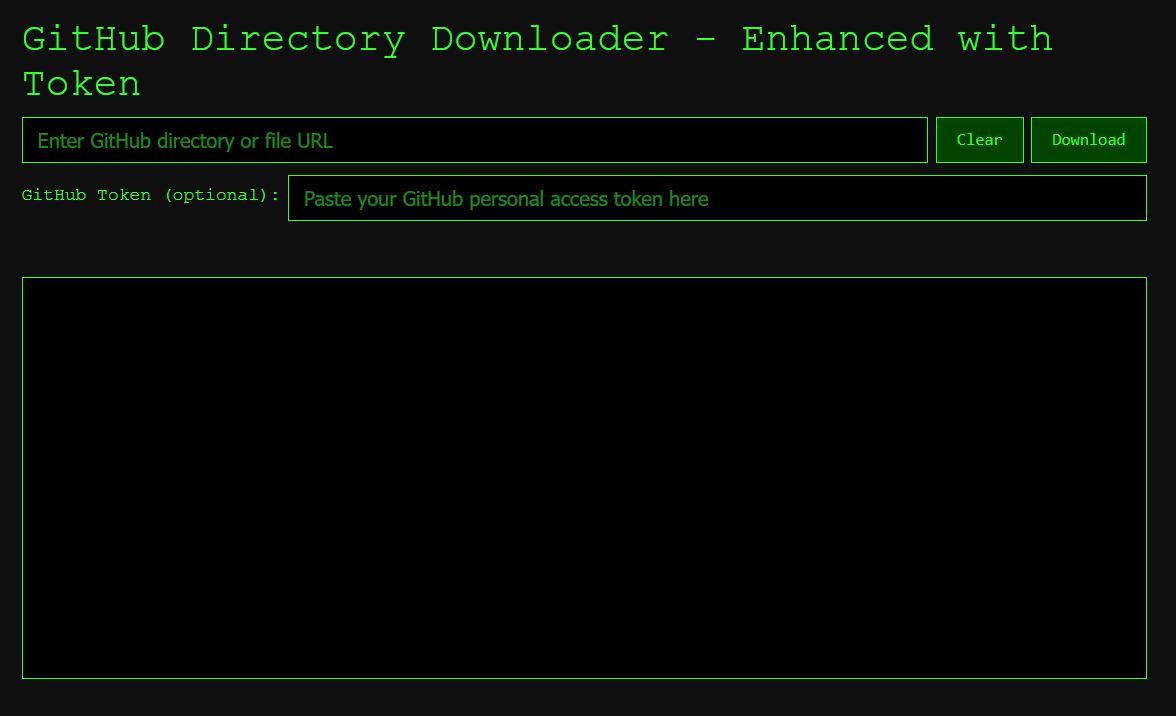 GitHub Directory Downloader - Enhanced with
Token
Enter GitHub directory or file URL
Clear
Download
GitHub Token (optional):
Paste your GitHub personal access token here